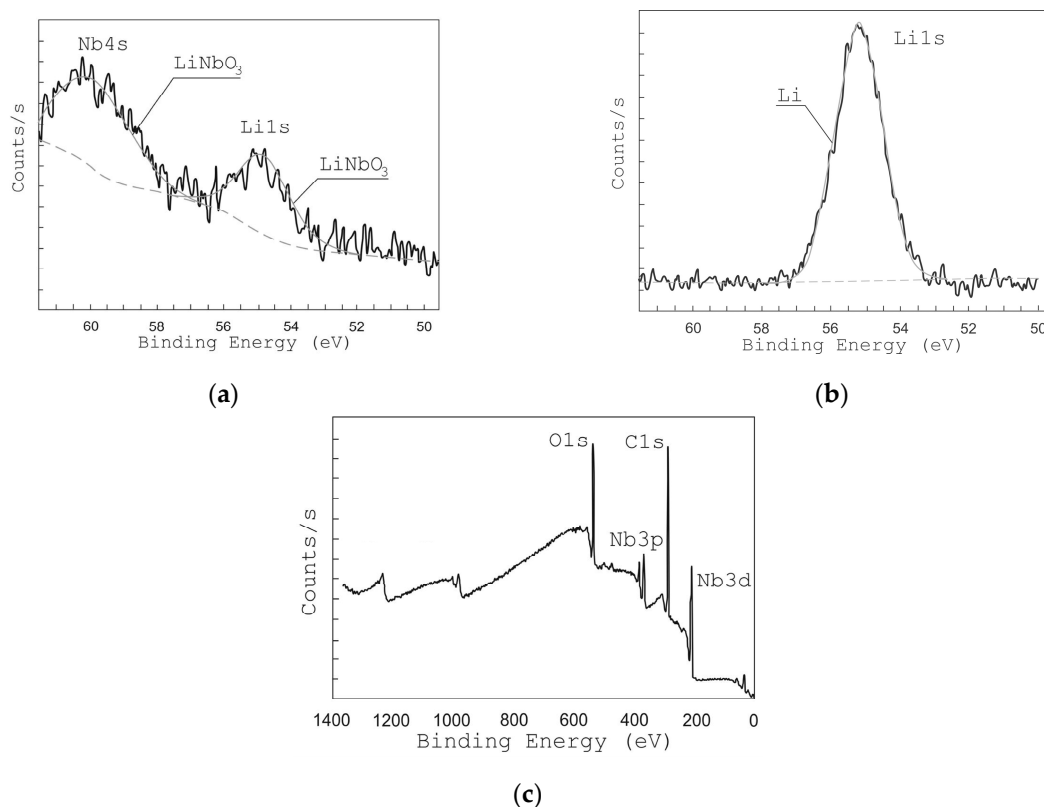 Nb4s
LiNbO3
Li1s
LiNbO3
Counts/s
60 58 56 54 52 50
Binding Energy (eV)
(a)
Li1s
Li
Counts/s
60 58 56 54 52 50
Binding Energy (eV)
(b)
O1s C1s
Nb3p
Nb3d
Counts/s
1400 1200 1000 800 600 400 200 0
Binding Energy (eV)
(c)